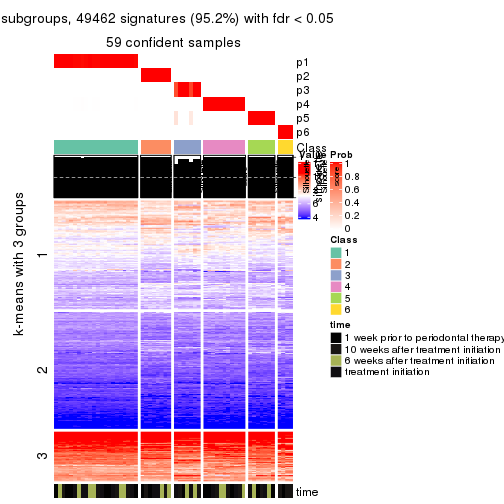 subgroups, 49462 signatures (95.2%) with fdr < 0.05
59 confident samples
p1
p2
p3
p4
p5
p6
Class
k-means with 3 groups
1
2
3
time
Value
4
Silhouette
score
Prob
1
0.8
0.6
0.4
0.2
0
Class
1
2
3
4
5
6
time
1 week prior to periodontal therapy
10 weeks after treatment initiation
6 weeks after treatment initiation
treatment initiation